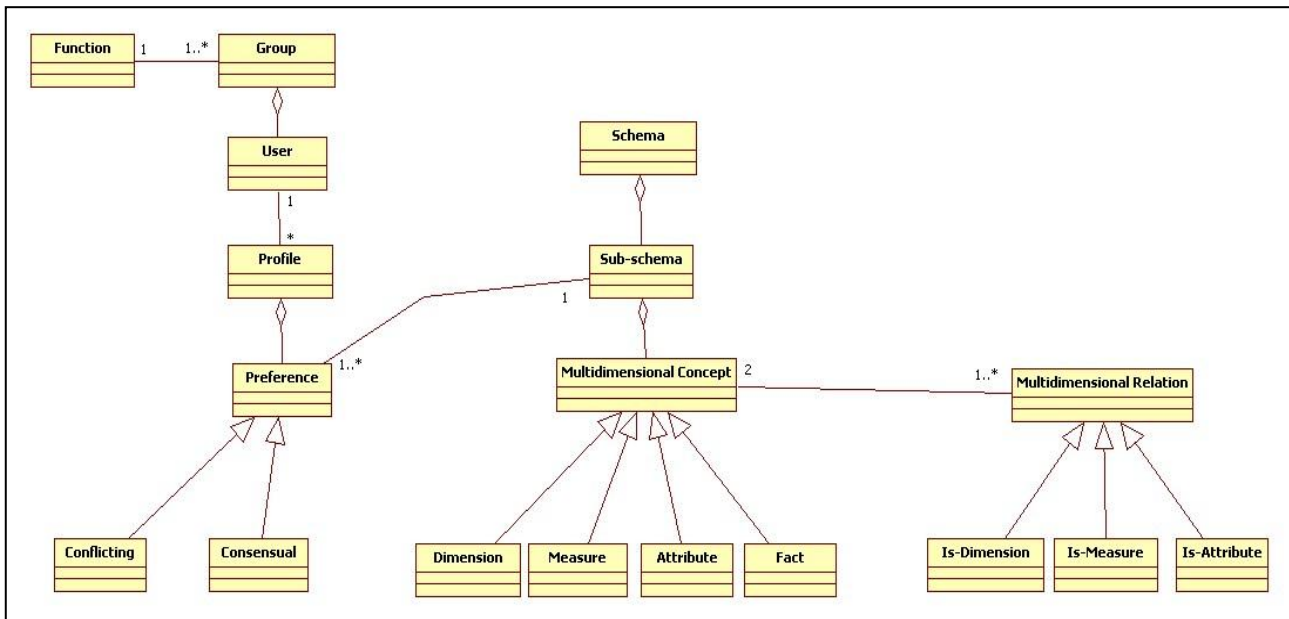 Function
1
1..*
Group
User
1
*
Profile
Schema
Sub-schema
1
1..*
Preference
Multidimensional Concept
2
1..*
Multidimensional Relation
Conflicting
Consensual
Dimension
Measure
Attribute
Fact
Is-Dimension
Is-Measure
Is-Attribute